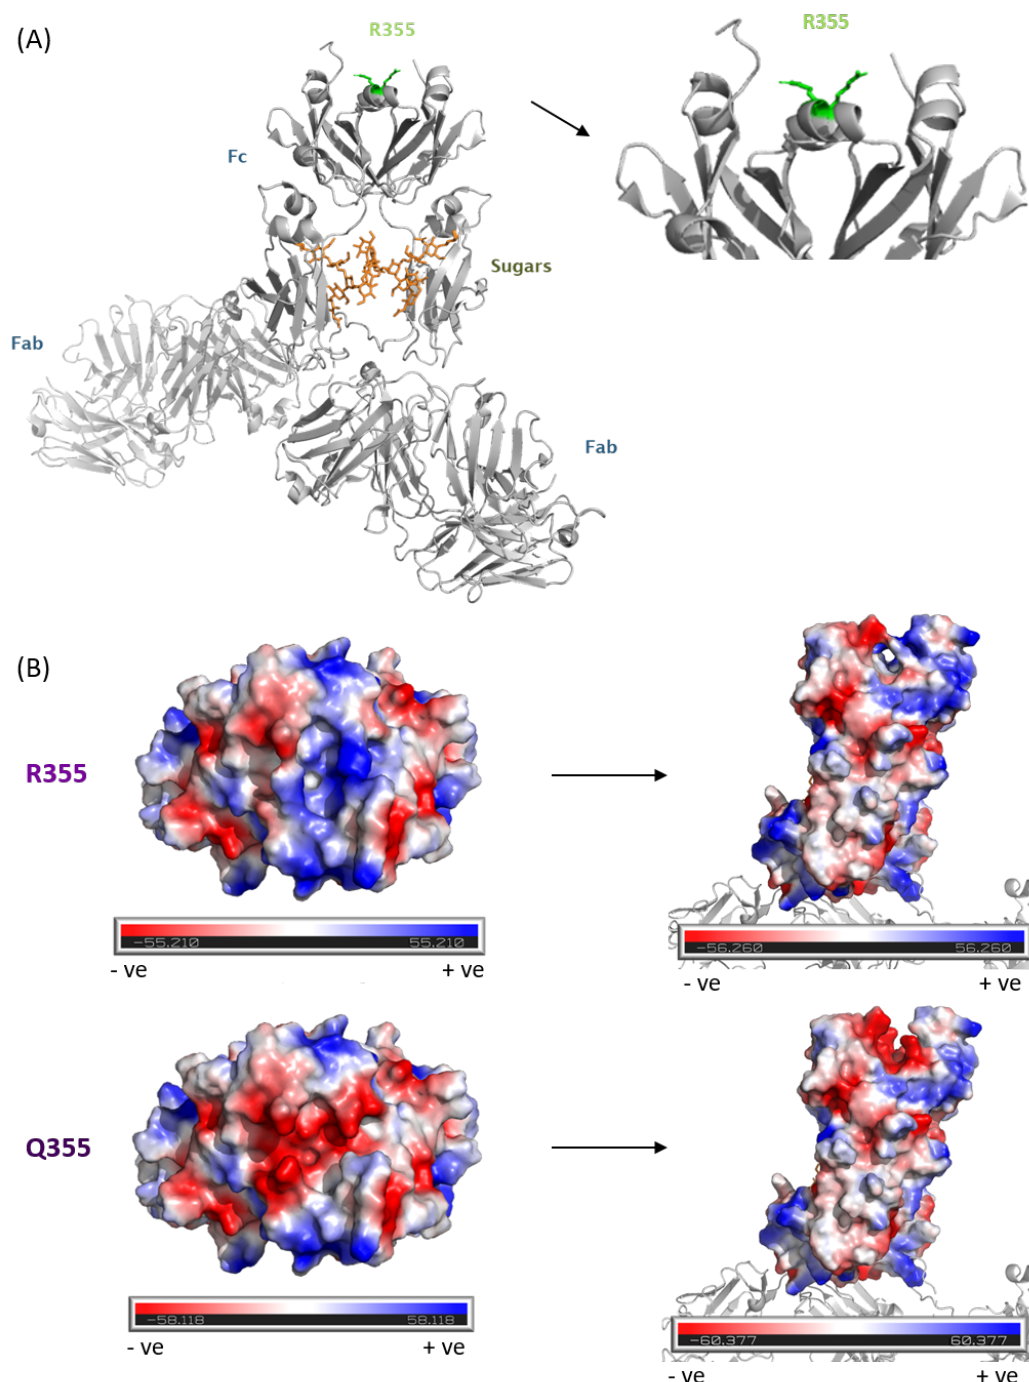 (A)
R355
R355
Fc
Sugars
Fab
Fab
(B)
R355
-55.210 55.210
- ve + ve
-56.260 56.260
- ve + ve
Q355
-58.118 58.118
- ve + ve
-60.377 60.377
- ve + ve